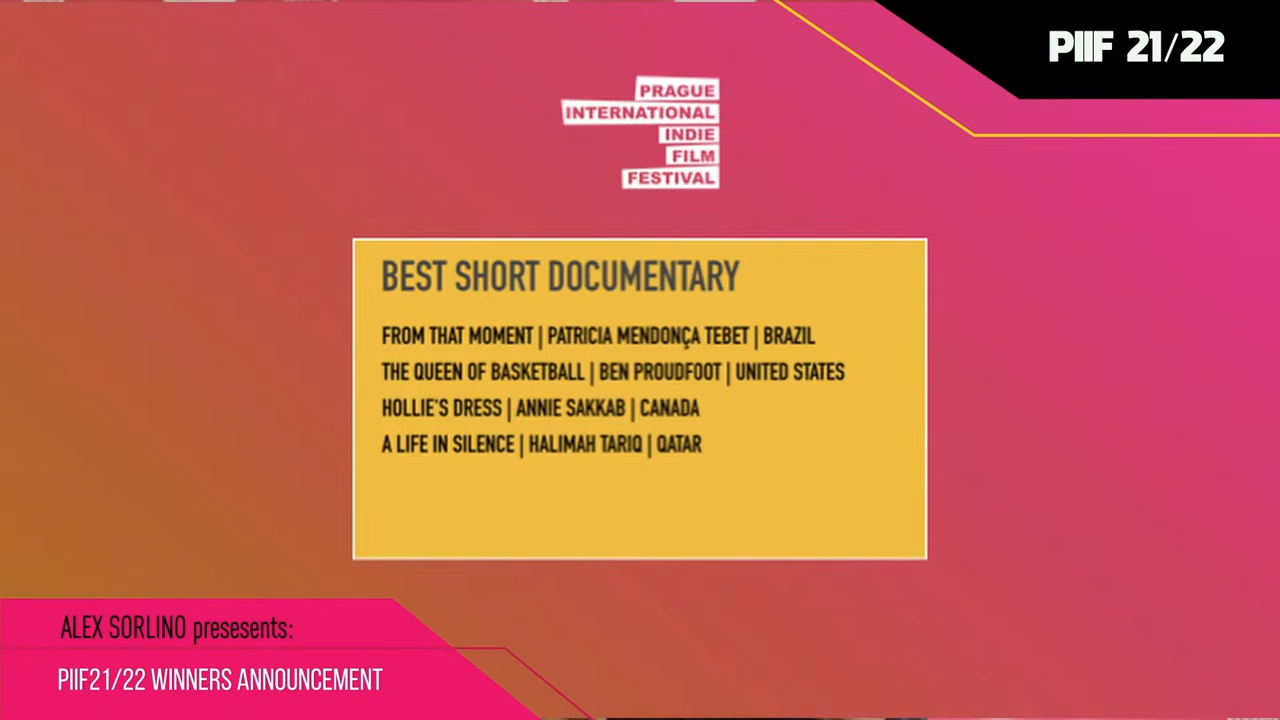 PIIF 21/22
PRAGUE
INTERNATIONAL
INDIE
FILM
FESTIVAL
BEST SHORT DOCUMENTARY
FROM THAT MOMENT | PATRICIA MENDONÇA TEBET | BRAZIL
THE QUEEN OF BASKETBALL | BEN PROUDFOOT | UNITED STATES
HOLLIE'S DRESS | ANNIE SAKKAB | CANADA
A LIFE IN SILENCE | HALIMAH TARIQ | QATAR
ALEX SORLINO presesents:
PIIF21/22 WINNERS ANNOUNCEMENT